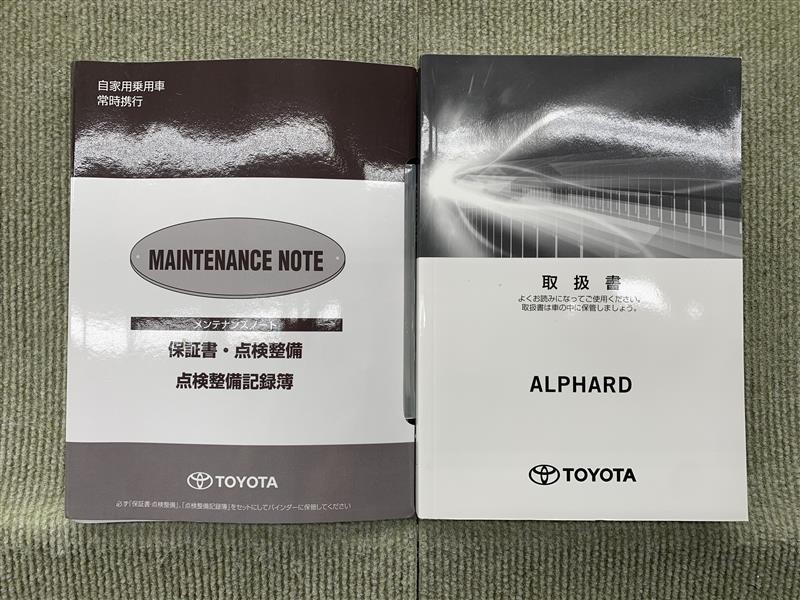 自家用乗用車
常時携行
MAINTENANCE NOTE
メンテナンスノート
保証書・点検整備
点検整備記録簿
TOYOTA
必ず「保証書・点検整備」、「点検整備記録簿」をセットにしてバインダーに保管してください
取扱書
よくお読みになってご使用ください。
取扱書は車の中に保管しましょう。
ALPHARD
TOYOTA